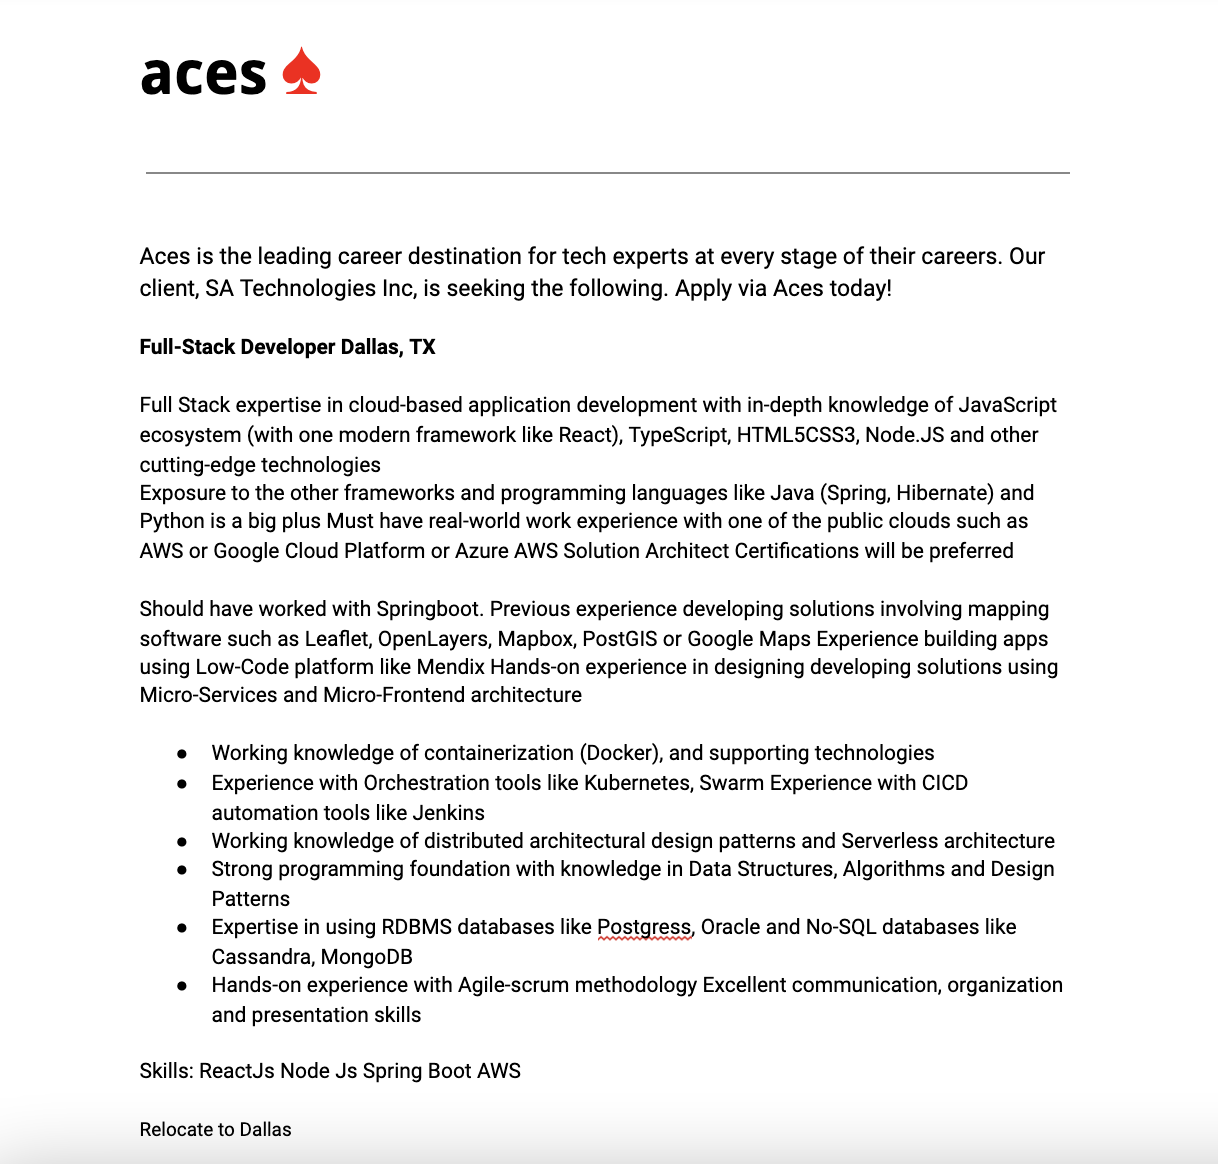 aces
Aces is the leading career destination for tech experts at every stage of their careers. Our
client, SA Technologies Inc, is seeking the following. Apply via Aces today!
Full-Stack Developer Dallas, TX
Full Stack expertise in cloud-based application development with in-depth knowledge of JavaScript
ecosystem (with one modern framework like React), TypeScript, HTML5CSS3, Node.JS and other
cutting-edge technologies
Exposure to the other frameworks and programming languages like Java (Spring, Hibernate) and
Python is a big plus Must have real-world work experience with one of the public clouds such as
AWS or Google Cloud Platform or Azure AWS Solution Architect Certifications will be preferred
Should have worked with Springboot. Previous experience developing solutions involving mapping
software such as Leaflet, OpenLayers, Mapbox, PostGIS or Google Maps Experience building apps
using Low-Code platform like Mendix Hands-on experience in designing developing solutions using
Micro-Services and Micro-Frontend architecture
● Working knowledge of containerization (Docker), and supporting technologies
● Experience with Orchestration tools like Kubernetes, Swarm Experience with CICD
automation tools like Jenkins
● Working knowledge of distributed architectural design patterns and Serverless architecture
● Strong programming foundation with knowledge in Data Structures, Algorithms and Design
Patterns
● Expertise in using RDBMS databases like Postgress, Oracle and No-SQL databases like
Cassandra, MongoDB
● Hands-on experience with Agile-scrum methodology Excellent communication, organization
and presentation skills
Skills: ReactJs Node Js Spring Boot AWS
Relocate to Dallas